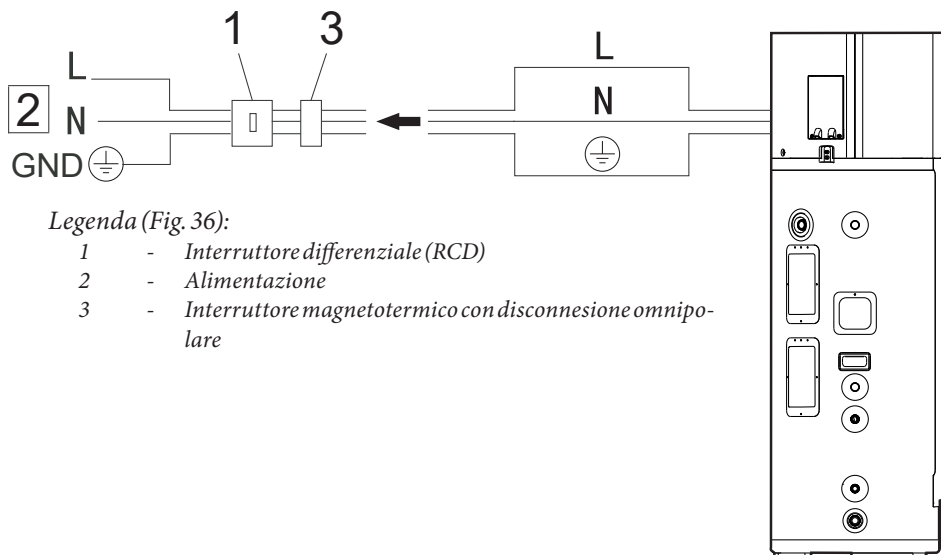 1 3
L
2 N
GND
L
N
Legenda (Fig. 36):
1 - Interruttore differenziale (RCD)
2 - Alimentazione
3 - Interruttore magnetotermico con disconnesione omnipo-
lare